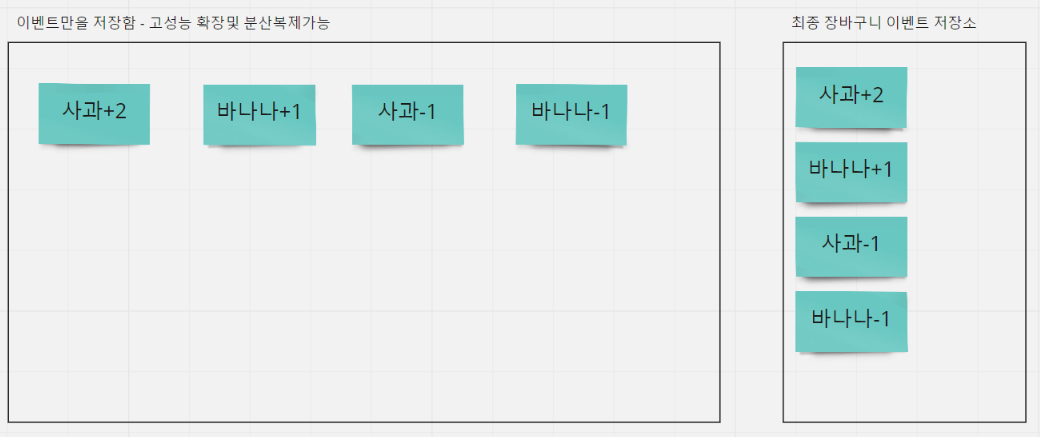 이벤트만을 저장함 - 고성능 확장및 분산복제가능
사과+2
바나나+1
사과-1
바나나-1
최종 장바구니 이벤트 저장소
사과+2
바나나+1
사과-1
바나나-1